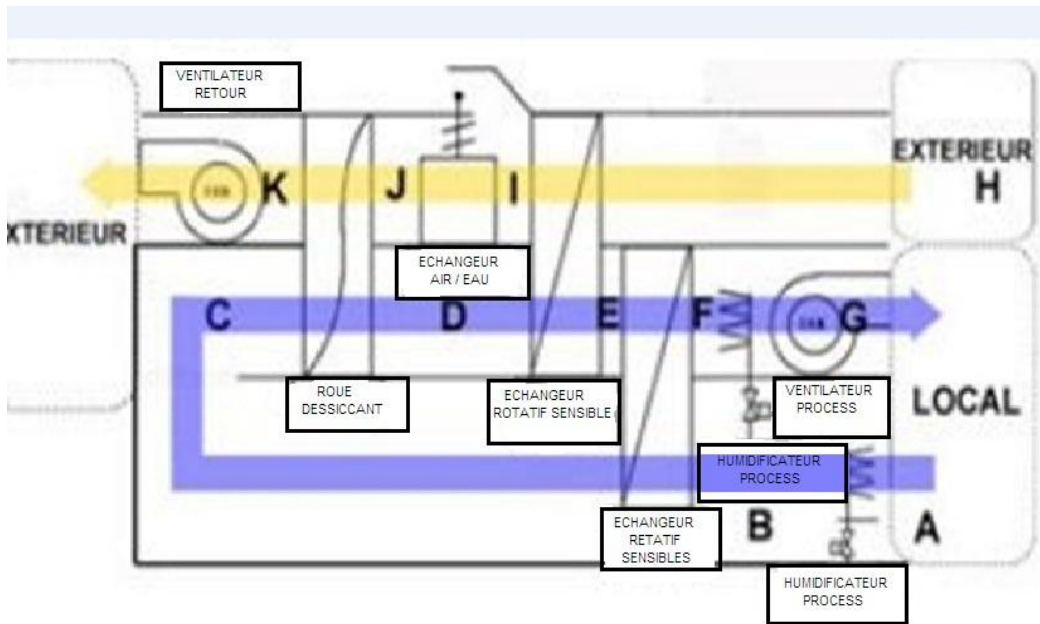 VENTILATEUR
RETOUR
EXTERIEUR
H
K
J
I
XTERIEUR
ECHANGEUR
AIR / EAU
C
D
E
F
G
ROUE
DESSICCANT
ECHANGEUR
ROTATIF SENSIBLE
VENTILATEUR
PROCESS
LOCAL
HUMIDIFICATEUR
PROCESS
ECHANGEUR
RETATIF
SENSIBLES
B
A
HUMIDIFICATEUR
PROCESS